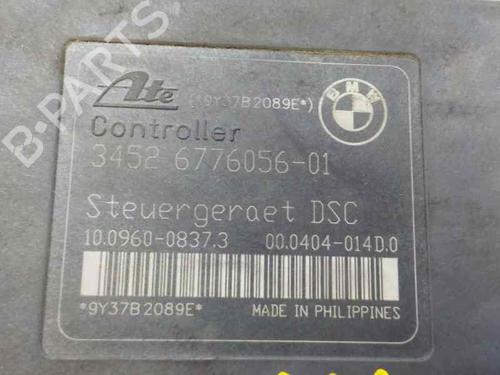 Ate (*9Y37B2089E*) BMW
Controller
3452 6776056-01
Steuergeraet DSC
10.0960-0837.3 00.0404-014D.0
*9Y37B2089E* MADE IN PHILIPPINES
B-PARTS